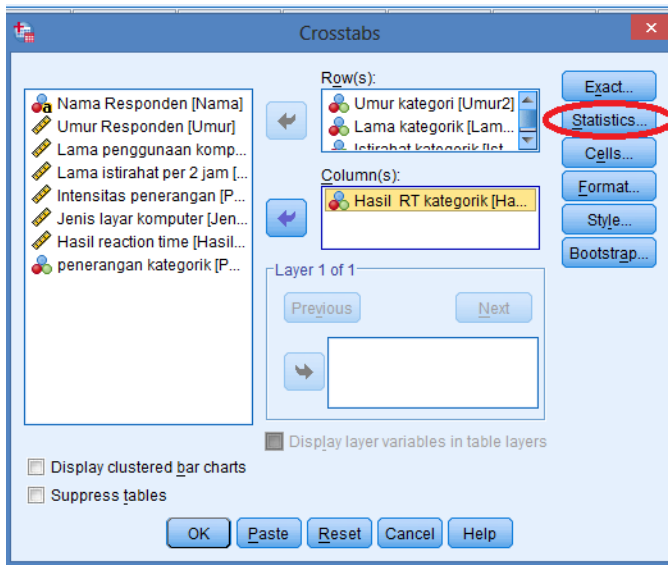 Crosstabs
Nama Responden [Nama]
Umur Responden [Umur]
Lama penggunaan komp...
Lama istirahat per 2 jam [...
Intensitas penerangan [P...
Jenis layar komputer [Jen...
Hasil reaction time [Hasil...
penerangan kategorik [P...
Row(s):
Umur kategori [Umur2]
Lama kategorik [Lam...
Istirahat kategorik [Ist...
Column(s):
Hasil RT kategorik [Ha...
Layer 1 of 1
Previous
Next
Display layer variables in table layers
Exact...
Statistics...
Cells...
Format...
Style...
Bootstrap...
Display clustered bar charts
Suppress tables
OK
Paste
Reset
Cancel
Help